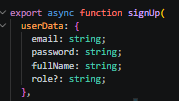 export async function signUp(
userData: {
email: string;
password: string;
fullName: string;
role?: string;
},